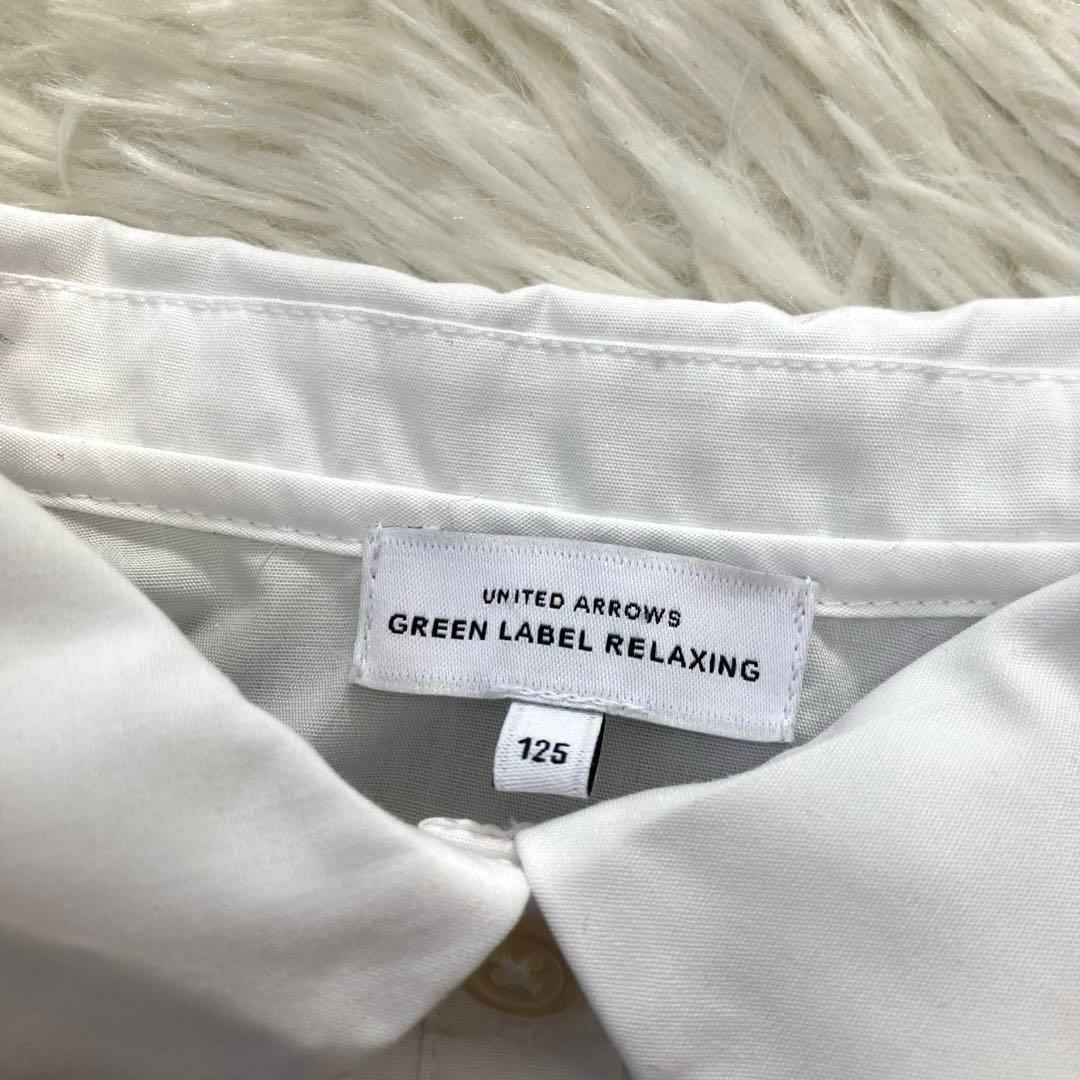 UNITED ARROWS
GREEN LABEL RELAXING
125